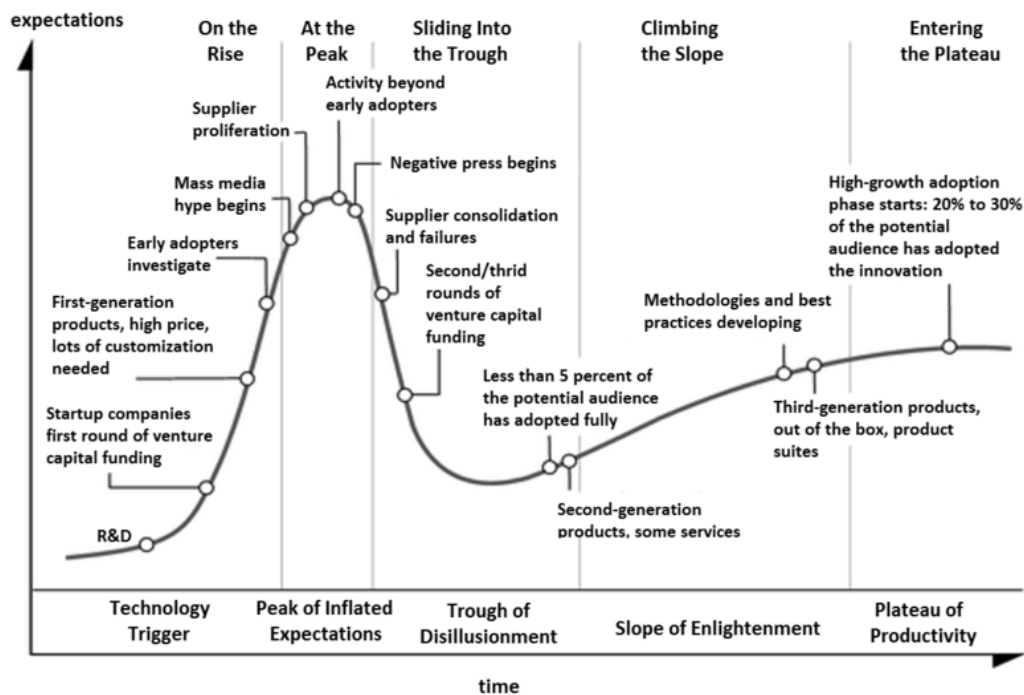 expectations
On the
Rise
At the
Peak
Sliding Into
the Trough
Climbing
the Slope
Entering
the Plateau
Activity beyond
early adopters
Supplier
proliferation
Negative press begins
Mass media
hype begins
High-growth adoption
phase starts: 20% to 30%
of the potential
audience has adopted
the innovation
Supplier consolidation
and failures
Early adopters
investigate
Second/thrid
rounds of
venture capital
funding
First-generation
products, high price,
lots of customization
needed
Methodologies and best
practices developing
Less than 5 percent of
the potential audience
has adopted fully
Startup companies
first round of venture
capital funding
Third-generation products,
out of the box, product
suites
Second-generation
products, some services
R&D
Technology
Trigger
Peak of Inflated
Expectations
Trough of
Disillusionment
Slope of Enlightenment
Plateau of
Productivity
time